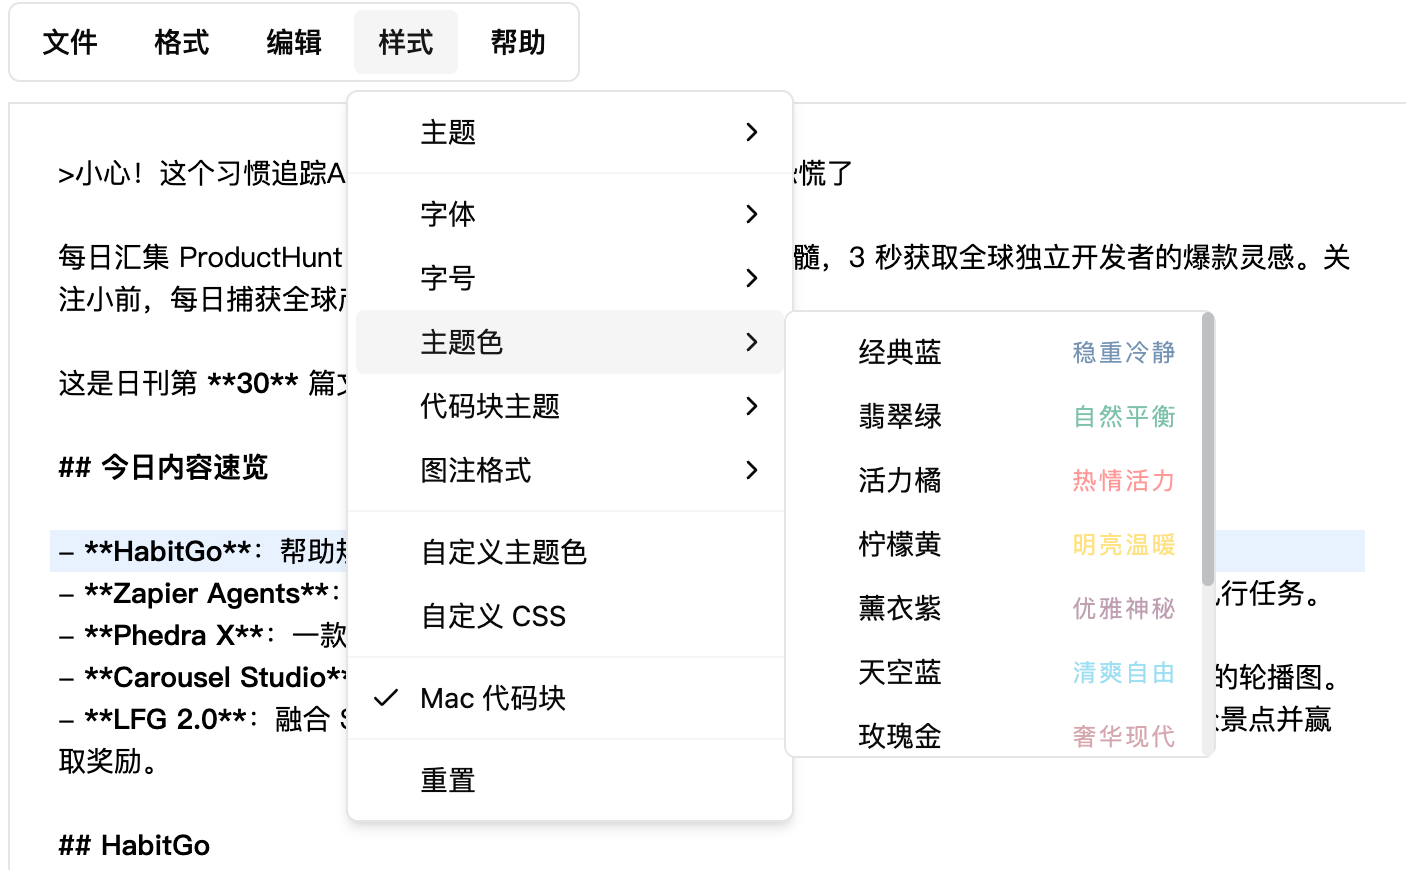 文件 格式 编辑 样式 帮助
>小心！这个习惯追踪A
慌了
每日汇集 ProductHunt
髓，3 秒获取全球独立开发者的爆款灵感。关
注小前，每日捕获全球
这是日刊第 **30** 篇
## 今日内容速览
– **HabitGo**：帮助
– **Zapier Agents**：
行任务。
– **Phedra X**：一款
– **Carousel Studio**
的轮播图。
– **LFG 2.0**：融合 S
景点并赢
取奖励。
## HabitGo
主题
字体
字号
主题色
代码块主题
图注格式
自定义主题色
自定义 CSS
Mac 代码块
重置
经典蓝 稳重冷静
翡翠绿 自然平衡
活力橘 热情活力
柠檬黄 明亮温暖
薰衣紫 优雅神秘
天空蓝 清爽自由
玫瑰金 奢华现代